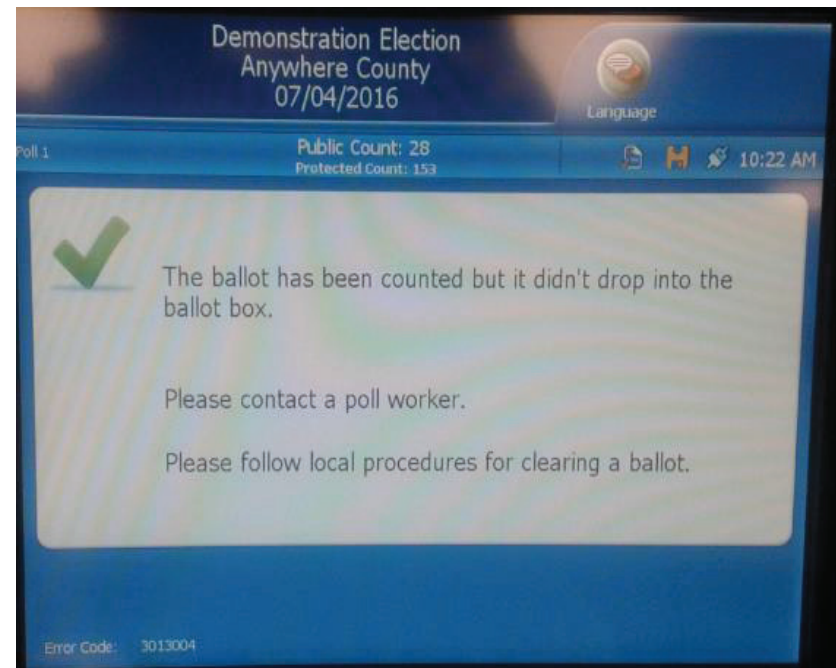 Demonstration Election
Anywhere County
07/04/2016
Language
Poll 1
Public Count: 28
Protected Count: 153
10:22 AM
The ballot has been counted but it didn't drop into the
ballot box.
Please contact a poll worker.
Please follow local procedures for clearing a ballot.
Error Code: 3013004